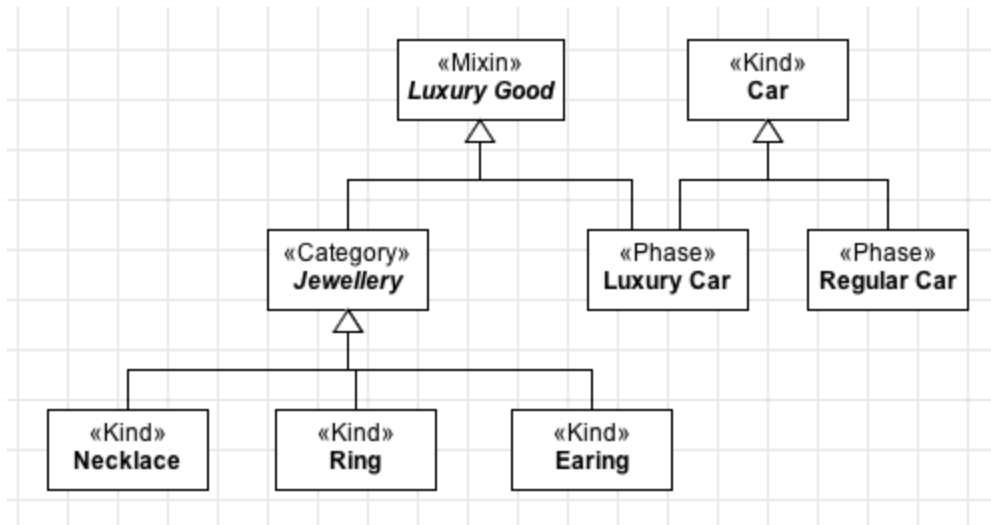 «Mixin»
Luxury Good
«Kind»
Car
«Category»
Jewellery
«Phase»
Luxury Car
«Phase»
Regular Car
«Kind»
Necklace
«Kind»
Ring
«Kind»
Earing